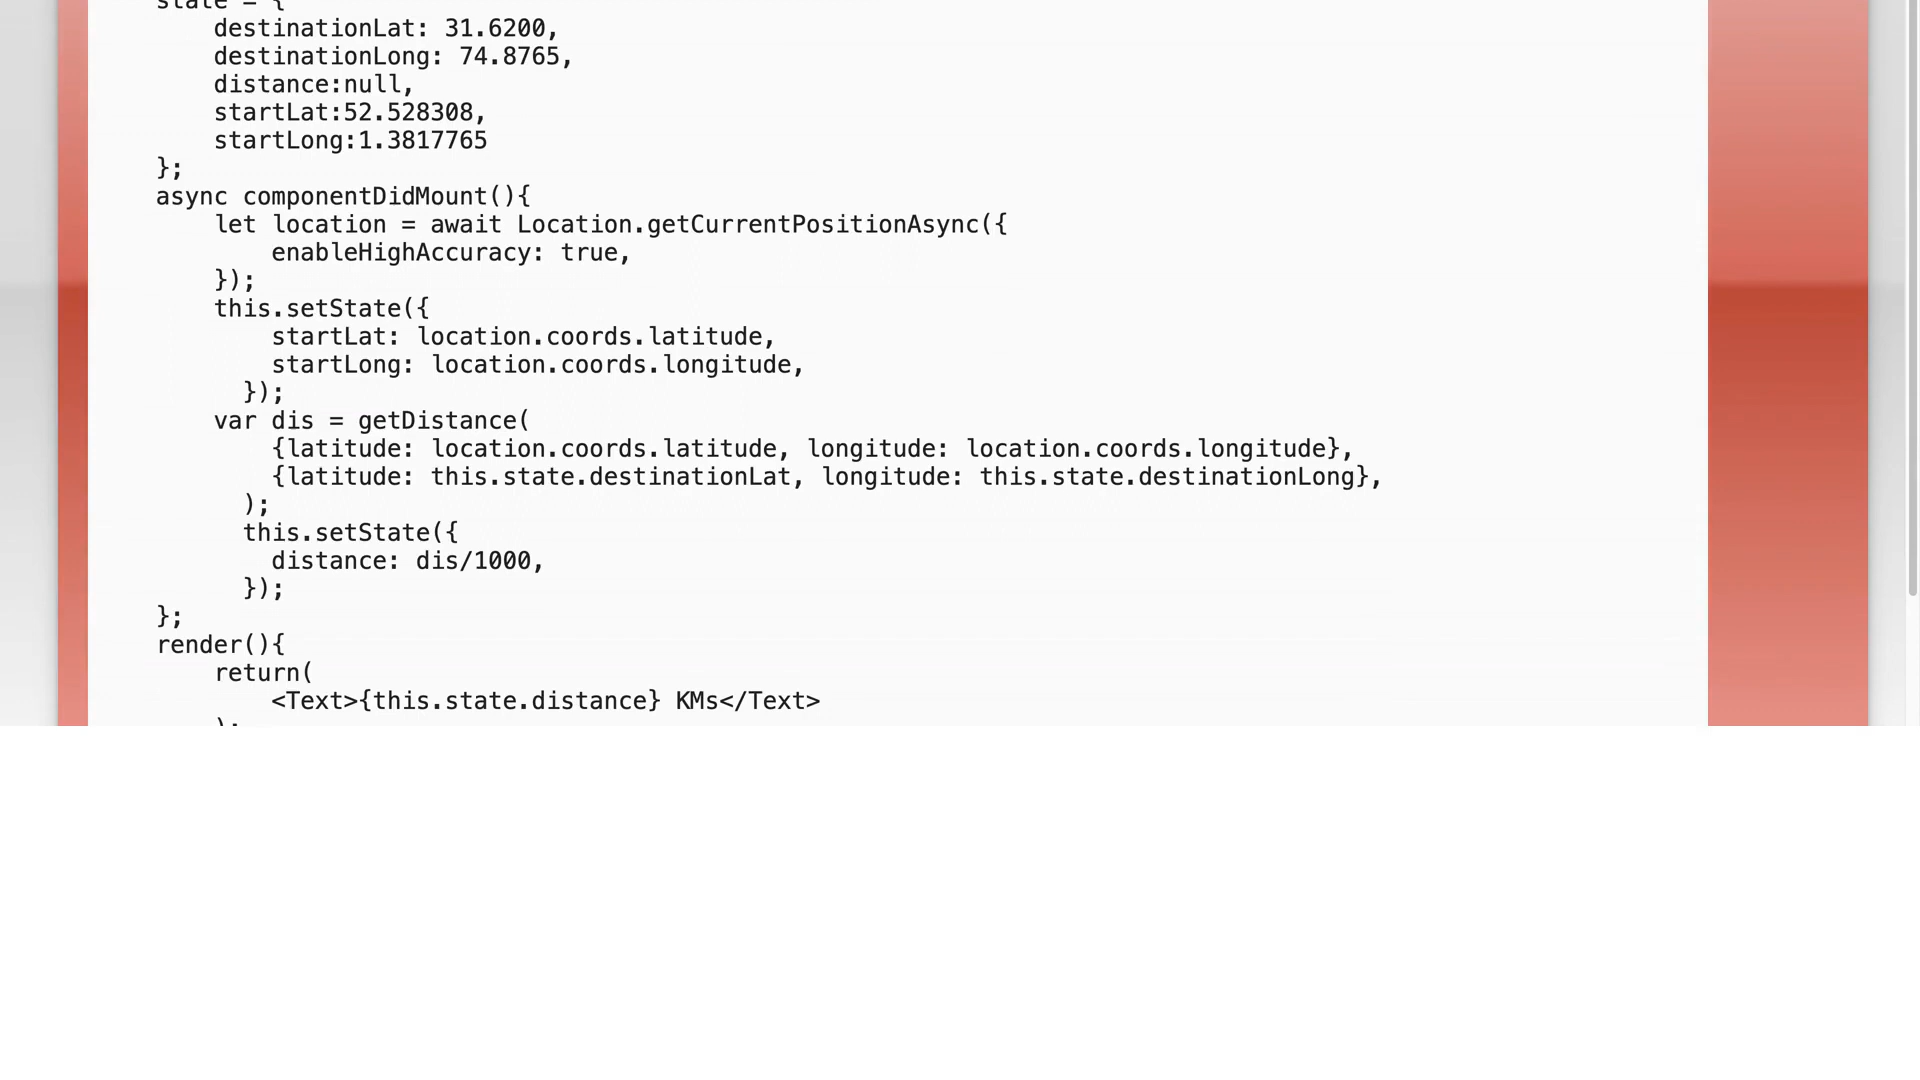 state = {
destinationLat: 31.6200,
destinationLong: 74.8765,
distance:null,
startLat:52.528308,
startLong:1.3817765
};
async componentDidMount(){
let location = await Location.getCurrentPositionAsync({
enableHighAccuracy: true,
});
this.setState({
startLat: location.coords.latitude,
startLong: location.coords.longitude,
});
var dis = getDistance(
{latitude: location.coords.latitude, longitude: location.coords.longitude},
{latitude: this.state.destinationLat, longitude: this.state.destinationLong},
);
this.setState({
distance: dis/1000,
});
};
render(){
return(
<Text>{this.state.distance} KMs</Text>
);